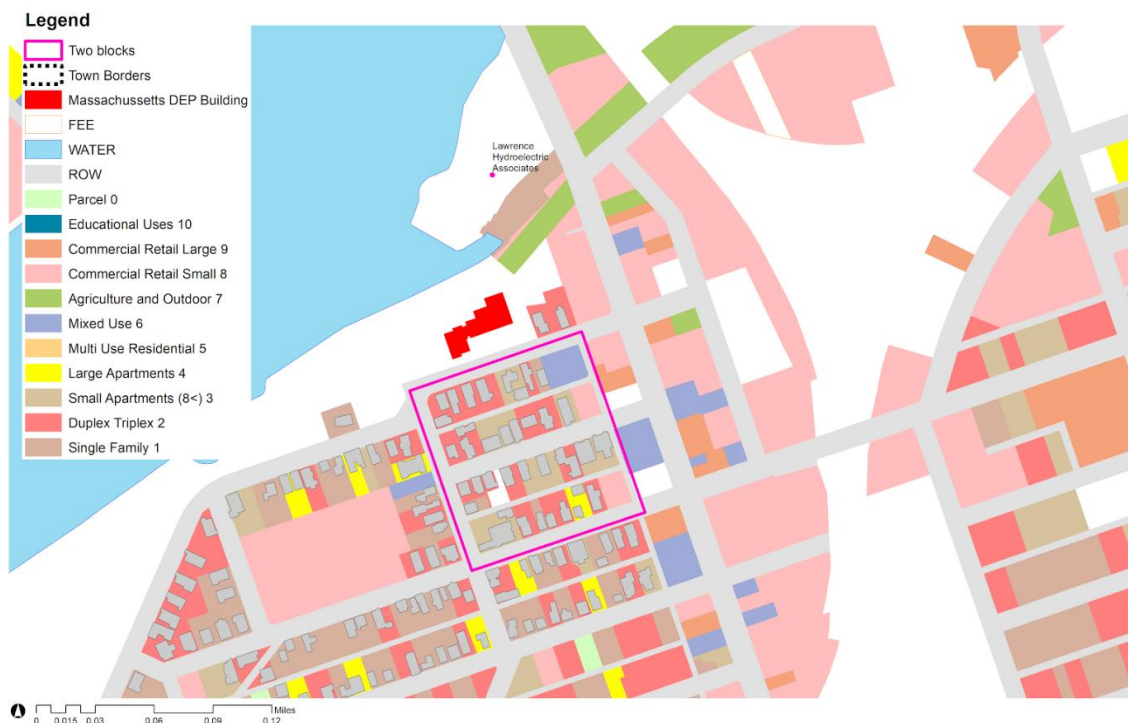 Legend
Two blocks
Town Borders
Massachussetts DEP Building
FEE
WATER
ROW
Parcel 0
Educational Uses 10
Commercial Retail Large 9
Commercial Retail Small 8
Agriculture and Outdoor 7
Mixed Use 6
Multi Use Residential 5
Large Apartments 4
Small Apartments (8<) 3
Duplex Triplex 2
Single Family 1
Lawrence
Hydroelectric
Associates
Miles
0 0.015 0.03 0.06 0.09 0.12